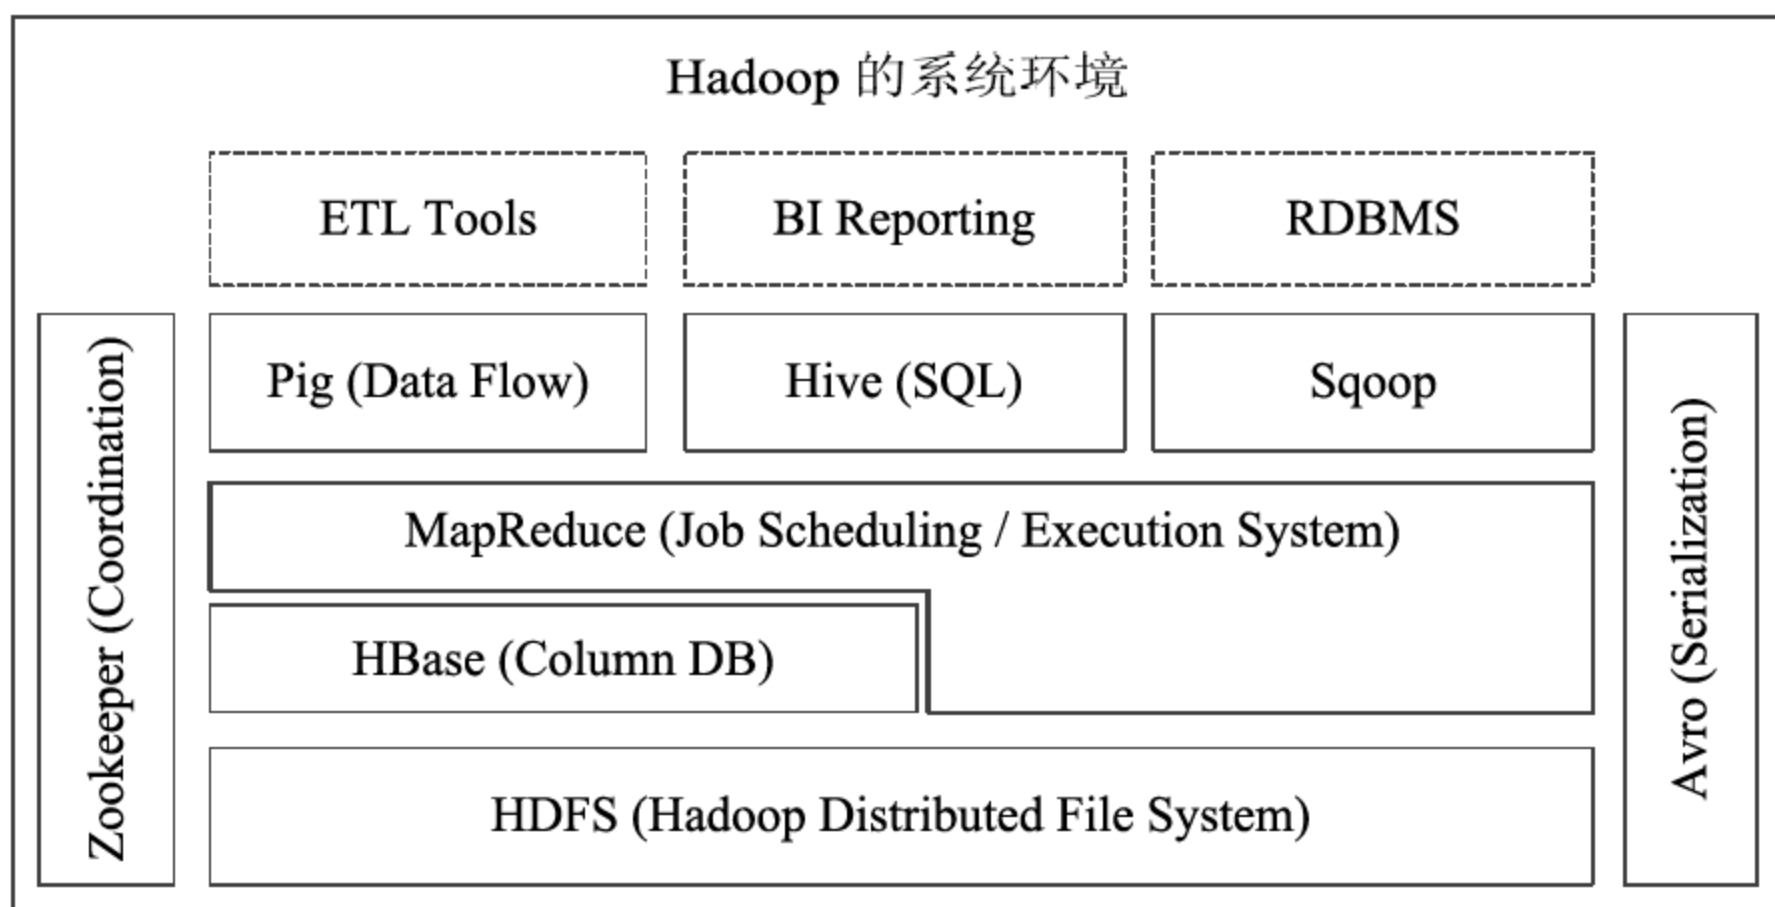 Hadoop 的系统环境
ETL Tools
BI Reporting
RDBMS
Pig (Data Flow)
Hive (SQL)
Sqoop
MapReduce (Job Scheduling / Execution System)
HBase (Column DB)
HDFS (Hadoop Distributed File System)
Zookeeper (Coordination)
Avro (Serialization)